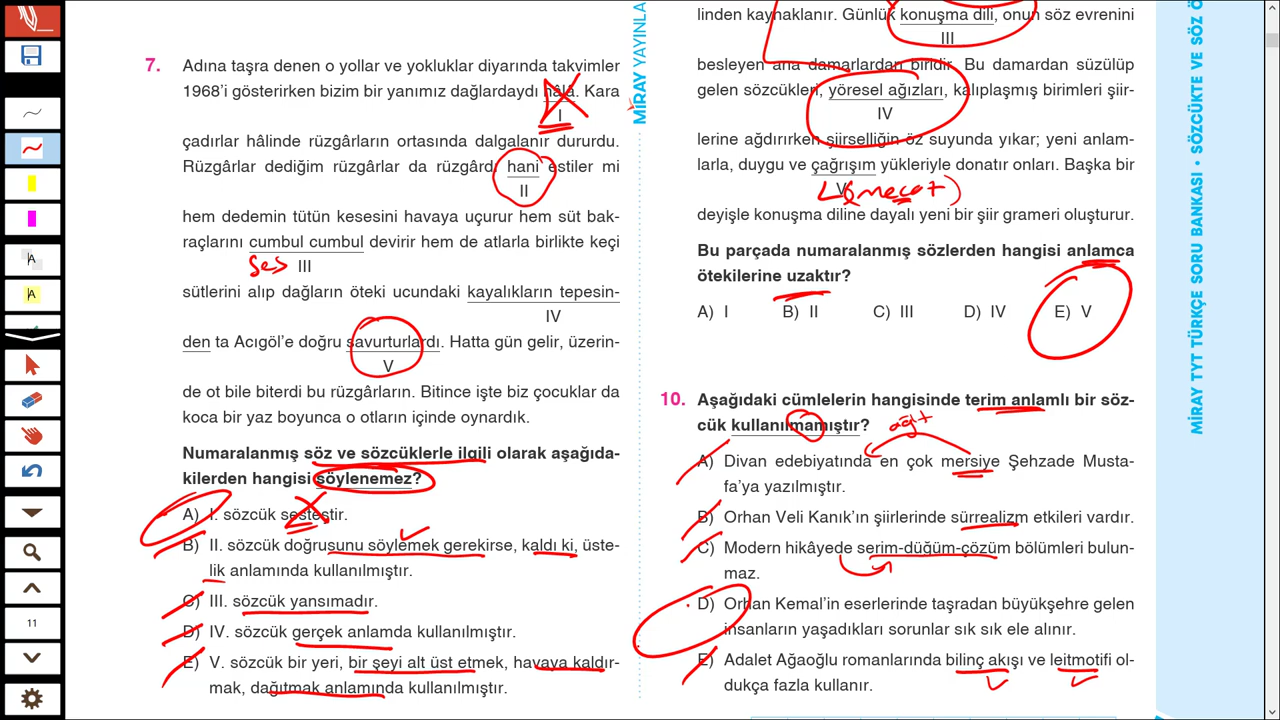 7.
Adına taşra denen o yollar ve yokluklar diyarında takvimler
1968’i gösterirken bizim bir yanımız dağlardaydı hâlâ. Kara
I
çadırlar hâlinde rüzgârların ortasında dalgalanır dururdu.
Rüzgârlar dediğim rüzgârlar da rüzgârdı hani estiler mi
II
hem dedemin tütün kesesini havaya uçurur hem süt bak-
raçlarını cumbul cumbul devirir hem de atlarla birlikte keçi
ses III
sütlerini alıp dağların öteki ucundaki kayalıkların tepesin-
IV
den ta Acıgöl’e doğru savurturlardı. Hatta gün gelir, üzerin-
V
de ot bile biterdi bu rüzgârların. Bitince işte biz çocuklar da
koca bir yaz boyunca o otların içinde oynardık.
Numaralanmış söz ve sözcüklerle ilgili olarak aşağıda-
kilerden hangisi söylenemez?
A) I. sözcük sesteştir.
B) II. sözcük doğrusunu söylemek gerekirse, kaldı ki, üste-
lik anlamında kullanılmıştır.
C) III. sözcük yansımadır.
D) IV. sözcük gerçek anlamda kullanılmıştır.
E) V. sözcük bir yeri, bir şeyi alt üst etmek, havaya kaldır-
mak, dağıtmak anlamında kullanılmıştır.
11
MİRAY YAYINLA
linden kaynaklanır. Günlük konuşma dili, onun söz evrenini
III
besleyen ana damarlardan biridir. Bu damardan süzülüp
gelen sözcükleri, yöresel ağızları, kalıplaşmış birimleri şiir-
IV
lerine ağdırırken şiirselliğin öz suyunda yıkar; yeni anlam-
larla, duygu ve çağrışım yükleriyle donatır onları. Başka bir
V (mecaz)
deyişle konuşma diline dayalı yeni bir şiir grameri oluşturur.
Bu parçada numaralanmış sözlerden hangisi anlamca
ötekilerine uzaktır?
A) I B) II C) III D) IV E) V
10. Aşağıdaki cümlelerin hangisinde terim anlamlı bir söz-
cük kullanılmamıştır?
ağıt
A) Divan edebiyatında en çok mersiye Şehzade Musta-
fa’ya yazılmıştır.
B) Orhan Veli Kanık’ın şiirlerinde sürrealizm etkileri vardır.
C) Modern hikâyede serim-düğüm-çözüm bölümleri bulun-
maz.
D) Orhan Kemal’in eserlerinde taşradan büyükşehre gelen
insanların yaşadıkları sorunlar sık sık ele alınır.
E) Adalet Ağaoğlu romanlarında bilinç akışı ve leitmotifi ol-
dukça fazla kullanır.
MİRAY TYT TÜRKÇE SORU BANKASI • SÖZCÜKTE VE SÖZ Ö